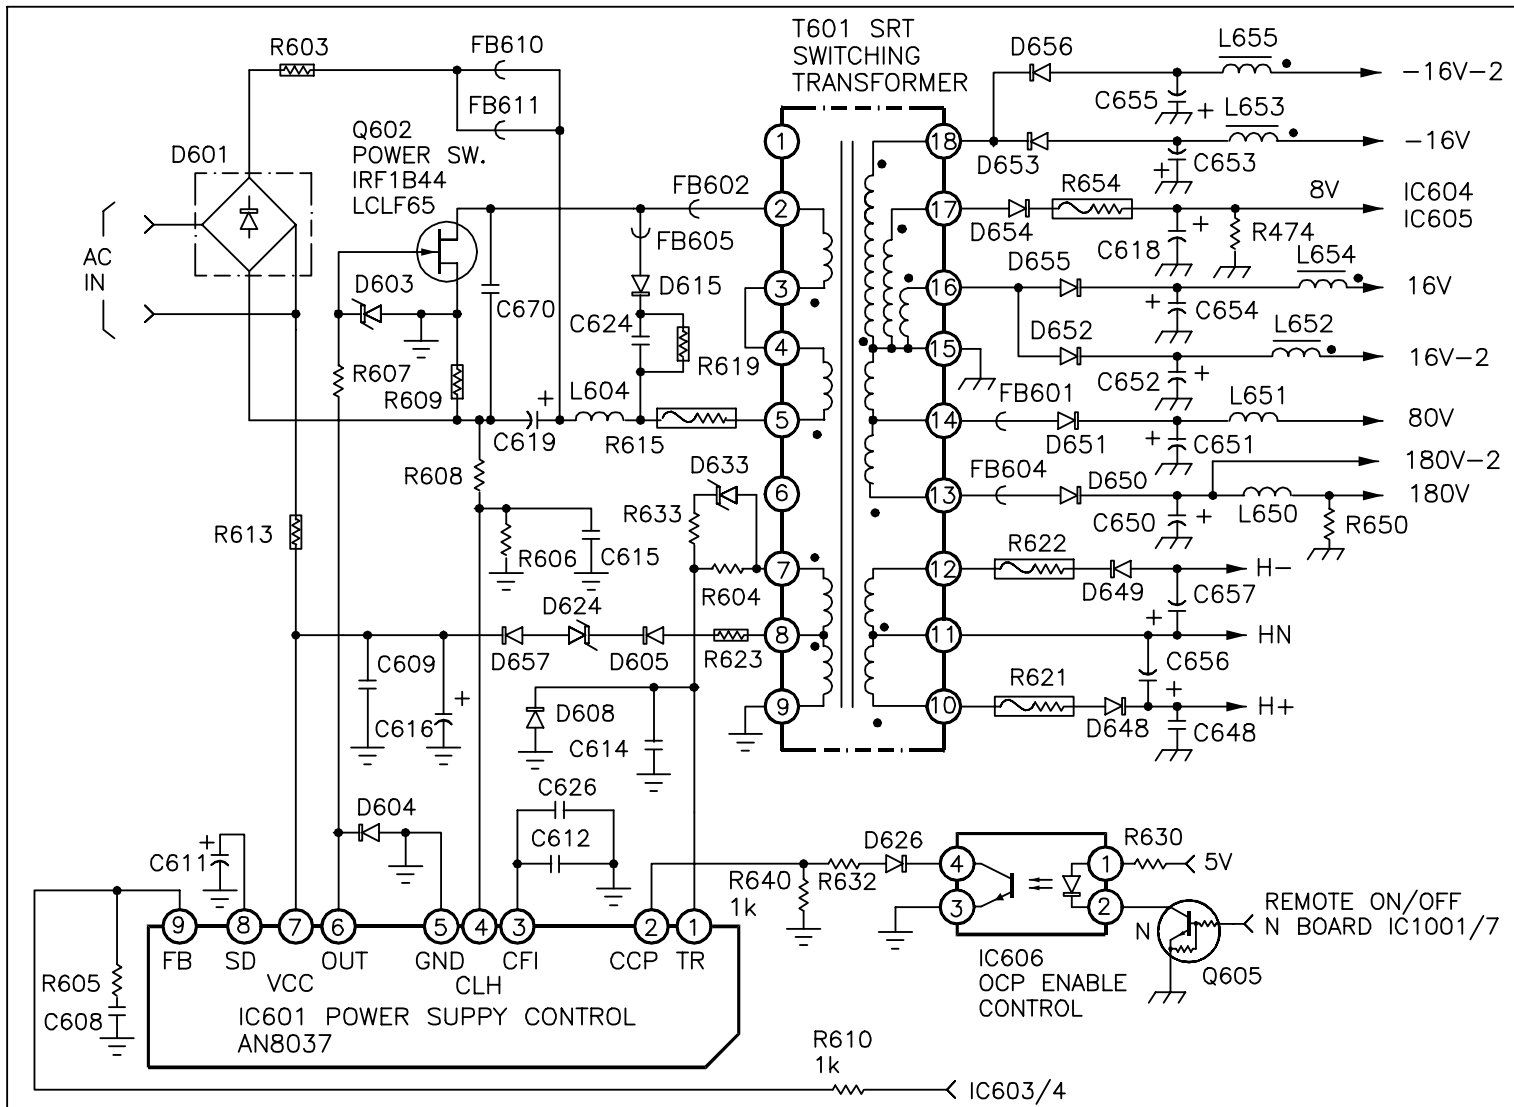 T601 SRT
SWITCHING
TRANSFORMER
R603
FB610
FB611
D656
L655
-16V-2
C655
+
L653
Q602
POWER SW.
IRF1B44
LCLF65
D601
1
18
D653
+
C653
-16V
FB602
R654
8V
IC604
IC605
2
17
D654
+
C618
R474
AC
IN
FB605
D603
C670
D615
D655
L654
3
16
16V
+
C654
C624
D652
L652
4
15
16V-2
R607
R609
R619
C652
+
L604
FB601
L651
+
5
14
80V
C619
R615
D651
+
C651
R608
D633
FB604
D650
180V-2
180V
6
13
R613
R633
C650
+
L650
R650
R606
C615
R622
7
12
H-
R604
D649
C657
D624
+
8
11
HN
D657
D605
R623
C609
C656
R621
+
+
9
10
H+
C616
D608
C614
D648
C648
C626
D604
C612
D626
R630
+
C611
4
1
5V
R640
1k
R632
3
2
REMOTE ON/OFF
N BOARD IC1001/7
N
Q605
9
8
7
6
5
4
3
2
1
FB
SD
VCC
OUT
GND
CLH
CFI
CCP
TR
IC606
OCP ENABLE
CONTROL
R605
C608
IC601 POWER SUPPY CONTROL
AN8037
R610
1k
IC603/4